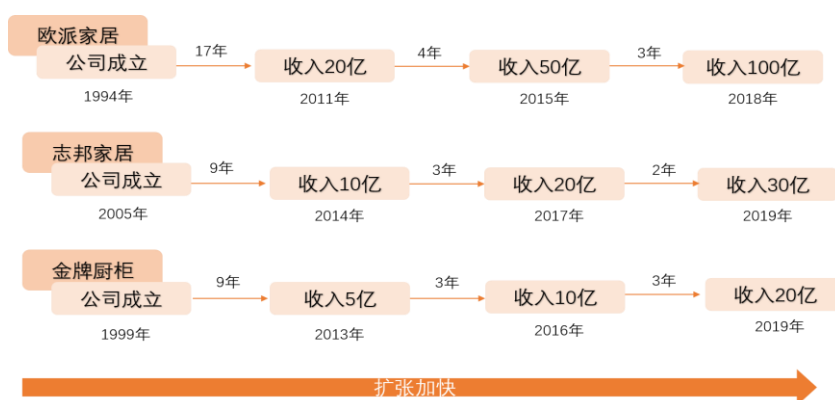 欧派家居
公司成立
17年
收入20亿
4年
收入50亿
3年
收入100亿
1994年
2011年
2015年
2018年
志邦家居
公司成立
9年
收入10亿
3年
收入20亿
2年
收入30亿
2005年
2014年
2017年
2019年
金牌厨柜
公司成立
9年
收入5亿
3年
收入10亿
3年
收入20亿
1999年
2013年
2016年
2019年
扩张加快